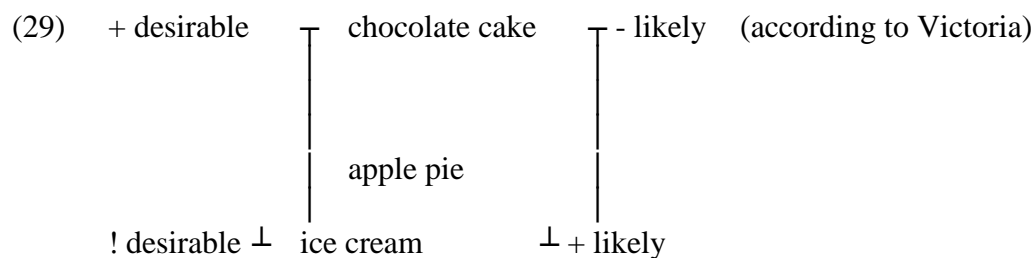 (29) + desirable ┬ chocolate cake ┬ - likely (according to Victoria)
apple pie
! desirable ┴ ice cream ┴ + likely